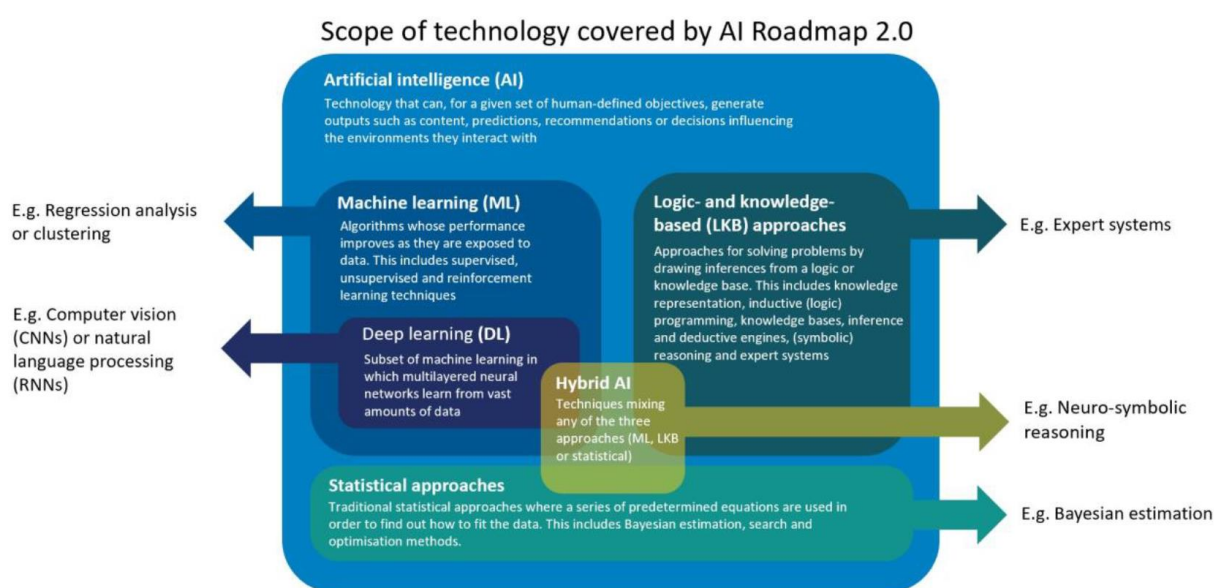 Scope of technology covered by AI Roadmap 2.0
Artificial intelligence (AI)
Technology that can, for a given set of human-defined objectives, generate
outputs such as content, predictions, recommendations or decisions influencing
the environments they interact with
E.g. Regression analysis
or clustering
Machine learning (ML)
Algorithms whose performance
improves as they are exposed to
data. This includes supervised,
unsupervised and reinforcement
learning techniques
Logic- and knowledge-
based (LKB) approaches
Approaches for solving problems by
drawing inferences from a logic or
knowledge base. This includes knowledge
representation, inductive (logic)
programming, knowledge bases, inference
and deductive engines, (symbolic)
reasoning and expert systems
E.g. Expert systems
E.g. Computer vision
(CNNs) or natural
language processing
(RNNs)
Deep learning (DL)
Subset of machine learning in
which multilayered neural
networks learn from vast
amounts of data
Hybrid AI
Techniques mixing
any of the three
approaches (ML, LKB
or statistical)
E.g. Neuro-symbolic
reasoning
Statistical approaches
Traditional statistical approaches where a series of predetermined equations are used in
order to find out how to fit the data. This includes Bayesian estimation, search and
optimisation methods.
E.g. Bayesian estimation